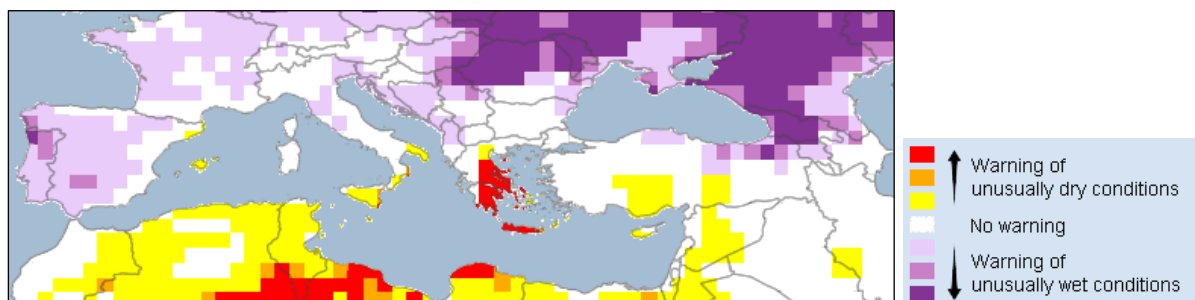 Warning of
unusually dry conditions
No warning
Warning of
unusually wet conditions